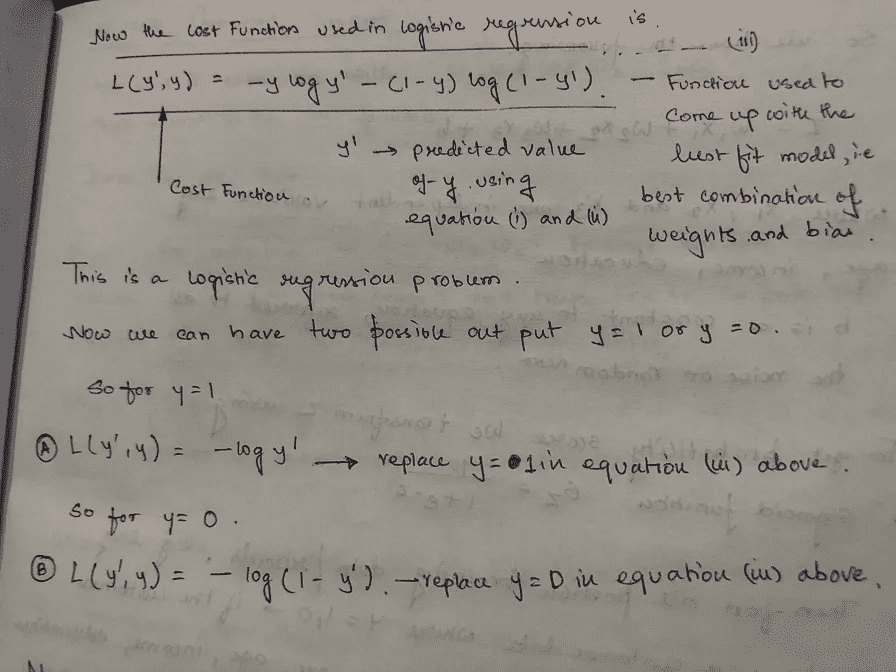 Now the Cost Function used in logistic regression is.
. . . - - - - (iii)
L(y',y) = -y log y' - (1-y) log (1-y').
- Function used to
come up with the
best fit model, i.e
best combination of
weights and bias.
Cost Function.
y' → predicted value
of y using
equation (i) and (ii)
This is a logistic regression problem.
Now we can have two possible out put y=1 or y=0.
So for y=1
(A) L(y',y) = -log y' → replace y=1 in equation (iii) above.
So for y=0.
(B) L(y',y) = - log (1-y'). - replace y=0 in equation (iii) above.